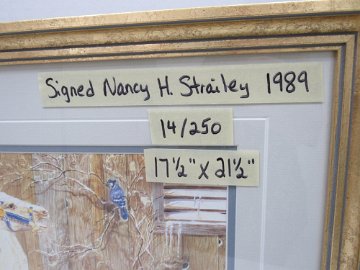 Signed Nancy H. Strailey 1989
14/250
17½" x 21½"